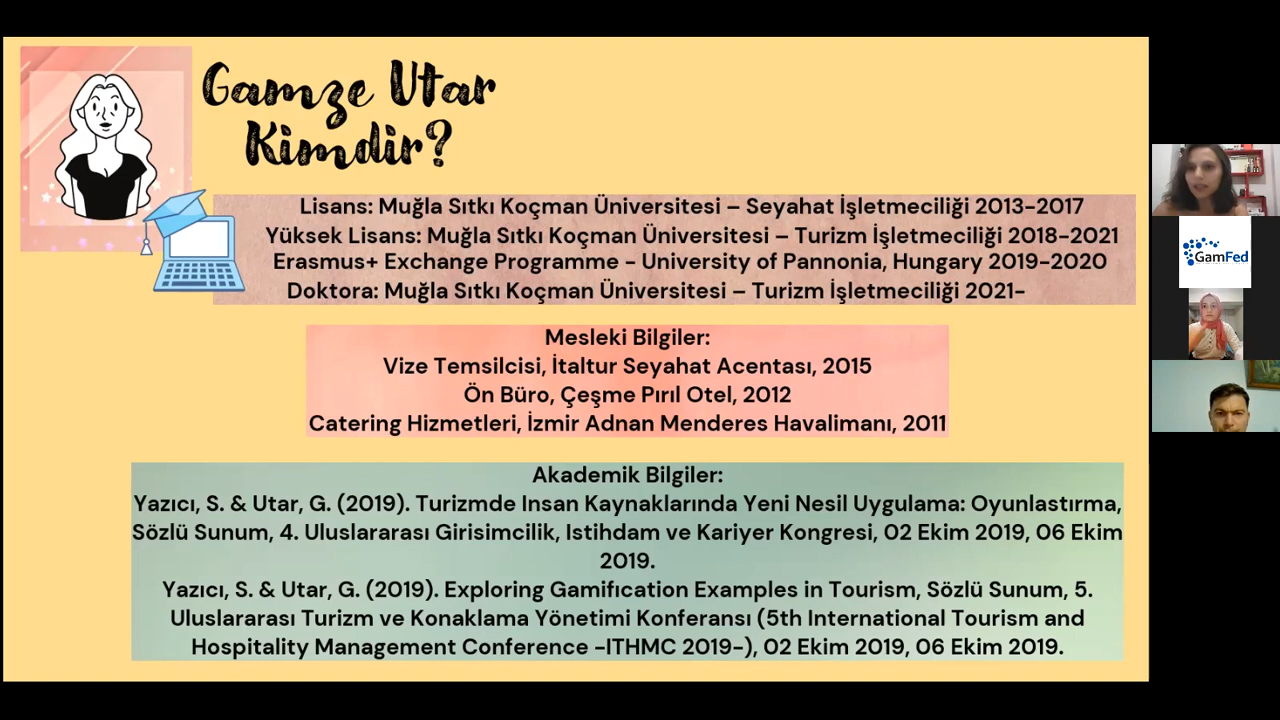 Gamze Utar
Kimdir?
Lisans: Muğla Sıtkı Koçman Üniversitesi – Seyahat İşletmeciliği 2013-2017
Yüksek Lisans: Muğla Sıtkı Koçman Üniversitesi – Turizm İşletmeciliği 2018-2021
Erasmus+ Exchange Programme - University of Pannonia, Hungary 2019-2020
Doktora: Muğla Sıtkı Koçman Üniversitesi – Turizm İşletmeciliği 2021-
Mesleki Bilgiler:
Vize Temsilcisi, İtaltur Seyahat Acentası, 2015
Ön Büro, Çeşme Pırıl Otel, 2012
Catering Hizmetleri, İzmir Adnan Menderes Havalimanı, 2011
Akademik Bilgiler:
Yazıcı, S. & Utar, G. (2019). Turizmde Insan Kaynaklarında Yeni Nesil Uygulama: Oyunlastırma,
Sözlü Sunum, 4. Uluslararası Girisimcilik, Istihdam ve Kariyer Kongresi, 02 Ekim 2019, 06 Ekim
2019.
Yazıcı, S. & Utar, G. (2019). Exploring Gamification Examples in Tourism, Sözlü Sunum, 5.
Uluslararası Turizm ve Konaklama Yönetimi Konferansı (5th International Tourism and
Hospitality Management Conference -ITHMC 2019-), 02 Ekim 2019, 06 Ekim 2019.
GamFed